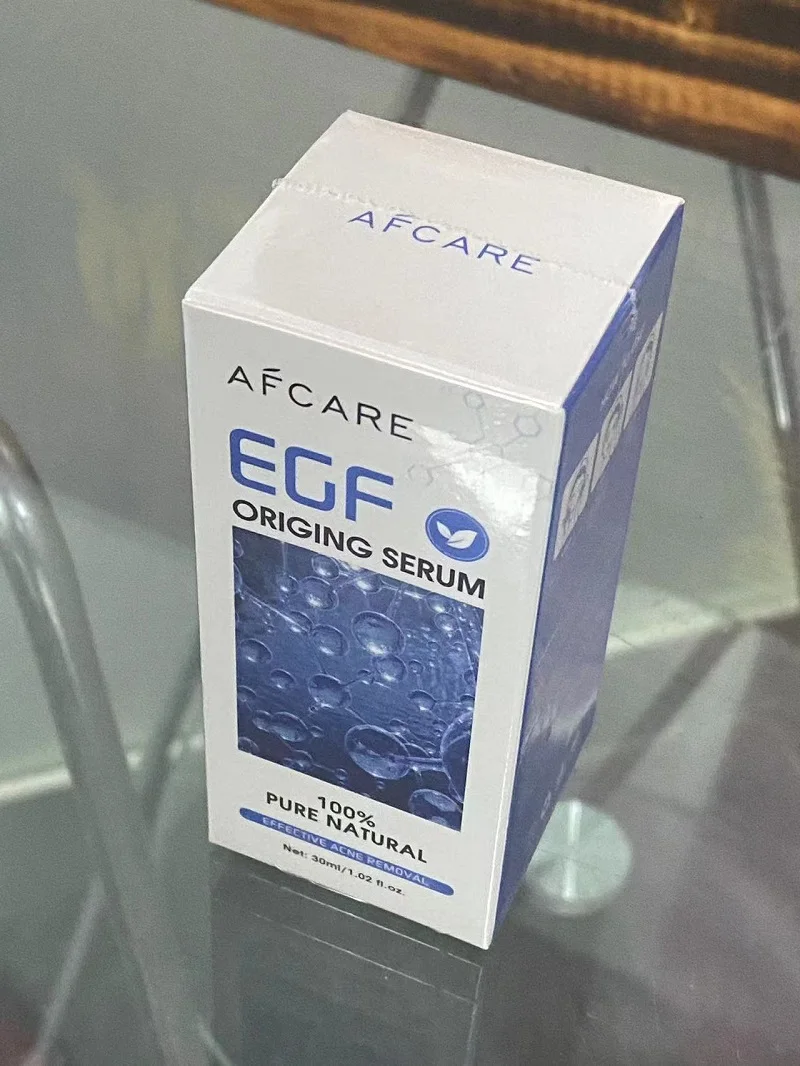 AFCARE
AFCARE
EGF
ORIGING SERUM
100%
PURE NATURAL
EFFECTIVE ACNE REMOVAL
Net: 30ml/1.02 fl.oz.